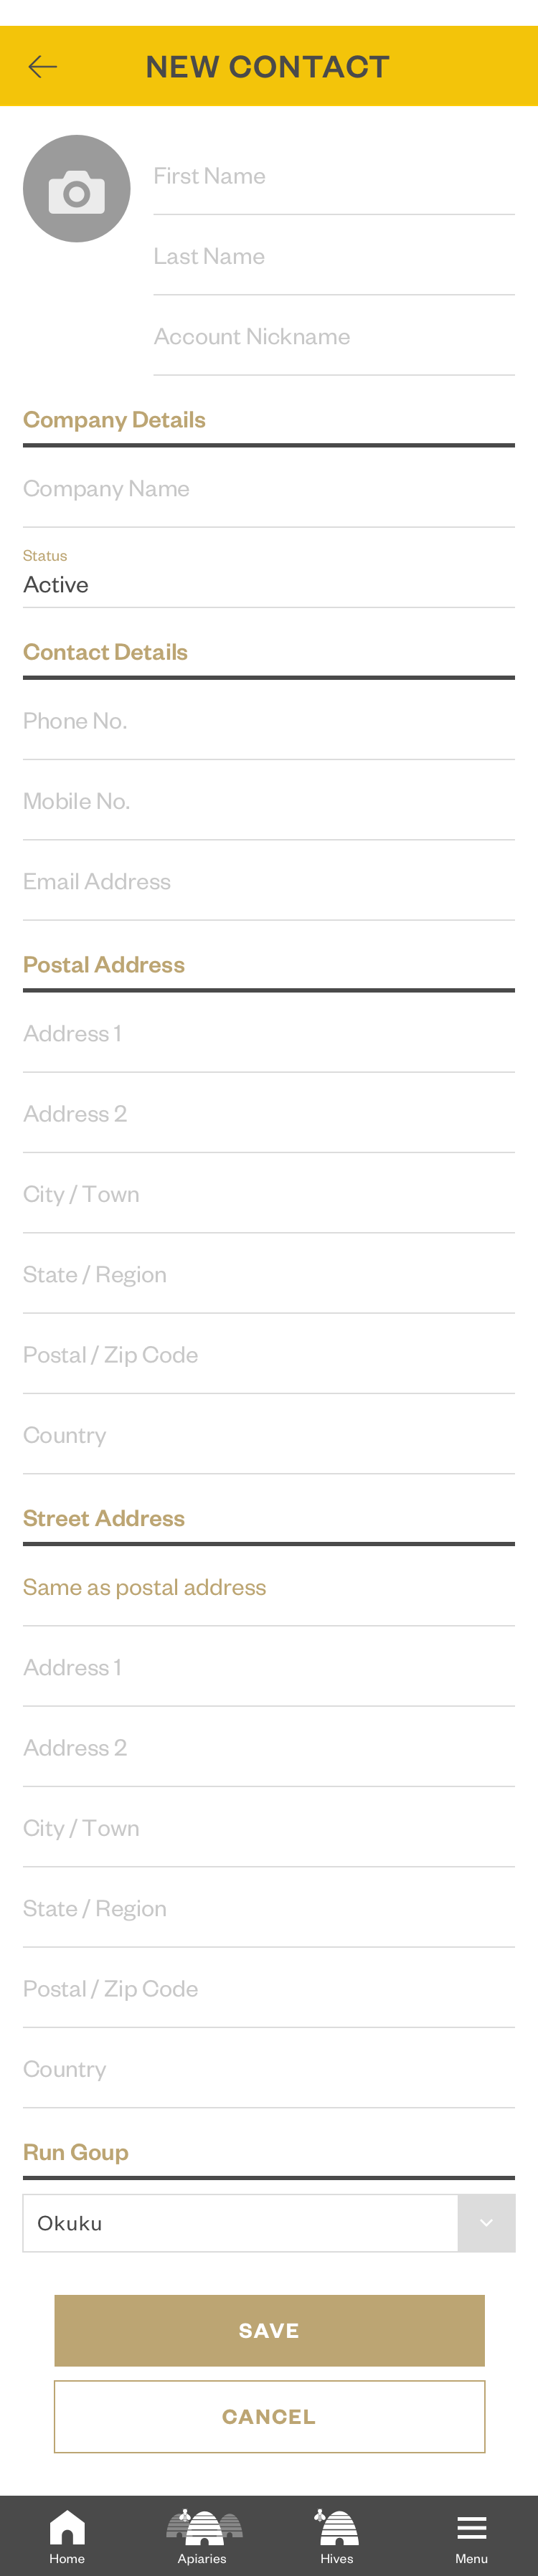 NEW CONTACT
First Name
Last Name
Account Nickname
Company Details
Company Name
Status
Active
Contact Details
Phone No.
Mobile No.
Email Address
Postal Address
Address 1
Address 2
City / Town
State / Region
Postal / Zip Code
Country
Street Address
Same as postal address
Address 1
Address 2
City / Town
State / Region
Postal / Zip Code
Country
Run Goup
Okuku
SAVE
CANCEL
Home Apiaries Hives Menu